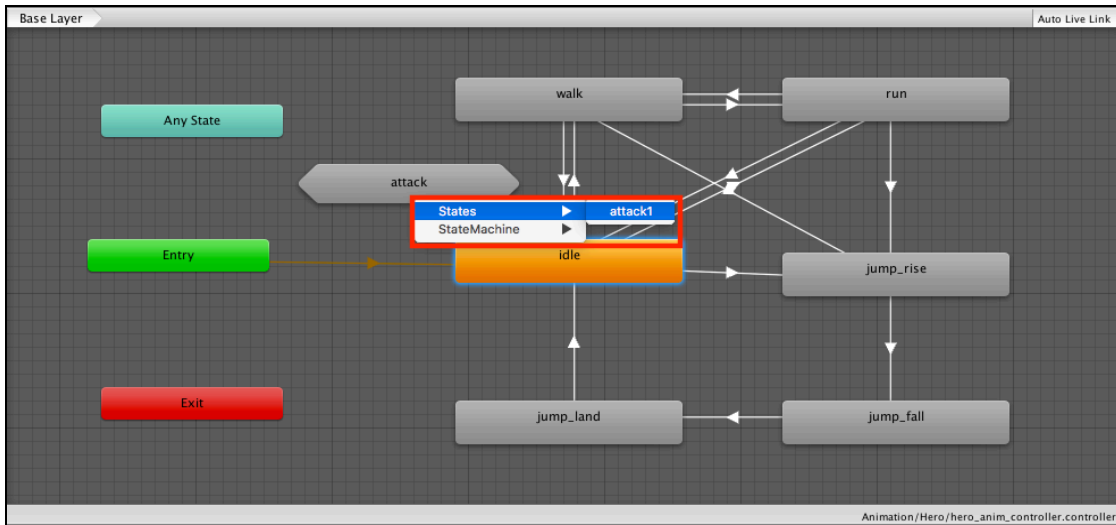 Base Layer
Auto Live Link
walk
run
Any State
attack
States
attack1
StateMachine
Entry
idle
jump_rise
Exit
jump_land
jump_fall
Animation/Hero/hero_anim_controller.controller